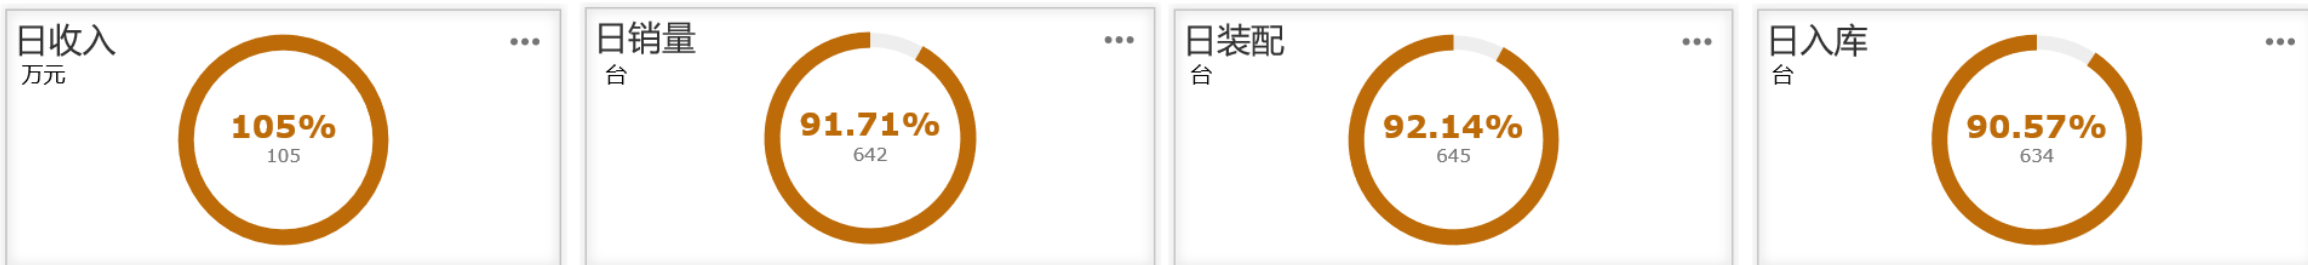 日收入
万元
105%
105
日销量
台
91.71%
642
日装配
台
92.14%
645
日入库
台
90.57%
634